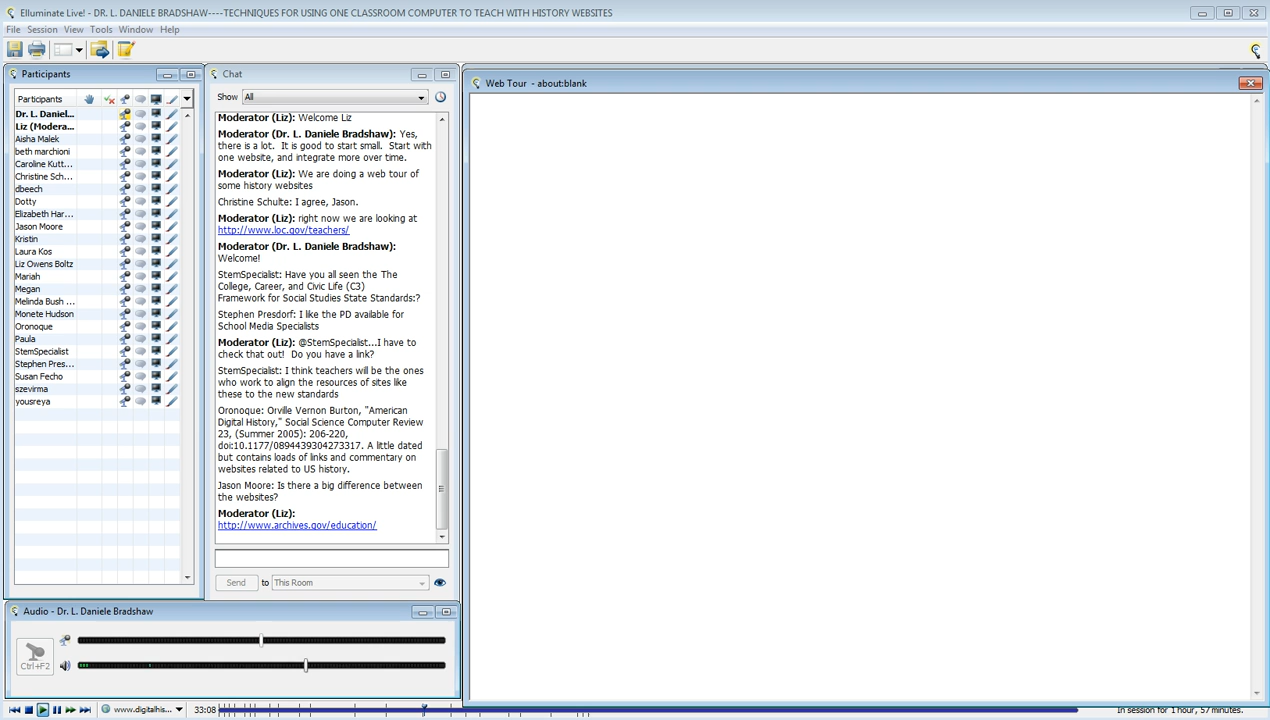 Elluminate Live! - DR. L. DANIELE BRADSHAW----TECHNIQUES FOR USING ONE CLASSROOM COMPUTER TO TEACH WITH HISTORY WEBSITES
File Session View Tools Window Help
Participants
Participants
Dr. L. Daniel...
Liz (Modera...
Aisha Malek
beth marchioni
Caroline Kutt...
Christine Sch...
dbeech
Dotty
Elizabeth Har...
Jason Moore
Kristin
Laura Kos
Liz Owens Boltz
Mariah
Megan
Melinda Bush ...
Monete Hudson
Oronoque
Paula
StemSpecialist
Stephen Pres...
Susan Fecho
szevirma
yousreya
Chat
Show All
Moderator (Liz): Welcome Liz
Moderator (Dr. L. Daniele Bradshaw): Yes,
there is a lot. It is good to start small. Start with
one website, and integrate more over time.
Moderator (Liz): We are doing a web tour of
some history websites
Christine Schulte: I agree, Jason.
Moderator (Liz): right now we are looking at
http://www.loc.gov/teachers/
Moderator (Dr. L. Daniele Bradshaw):
Welcome!
StemSpecialist: Have you all seen the The
College, Career, and Civic Life (C3)
Framework for Social Studies State Standards:?
Stephen Presdorf: I like the PD available for
School Media Specialists
Moderator (Liz): @StemSpecialist...I have to
check that out! Do you have a link?
StemSpecialist: I think teachers will be the ones
who work to align the resources of sites like
these to the new standards
Oronoque: Orville Vernon Burton, "American
Digital History," Social Science Computer Review
23, (Summer 2005): 206-220,
doi:10.1177/0894439304273317. A little dated
but contains loads of links and commentary on
websites related to US history.
Jason Moore: Is there a big difference between
the websites?
Moderator (Liz):
http://www.archives.gov/education/
Send to This Room
Web Tour - about:blank
Audio - Dr. L. Daniele Bradshaw
Ctrl+F2
www.digitalhis... 33:08 In session for 1 hour, 57 minutes.